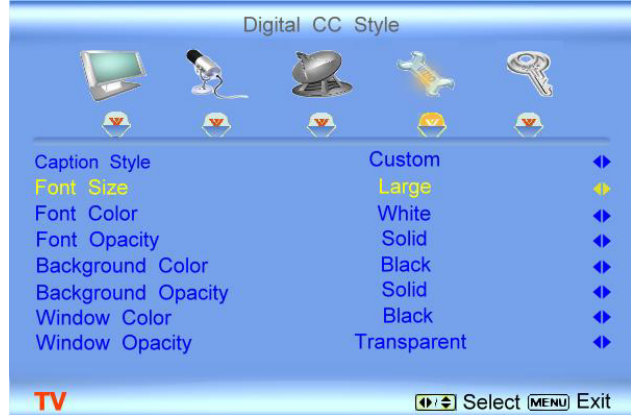 Digital CC Style
Caption Style Custom
Font Size Large
Font Color White
Font Opacity Solid
Background Color Black
Background Opacity Solid
Window Color Black
Window Opacity Transparent
TV Select MENU Exit